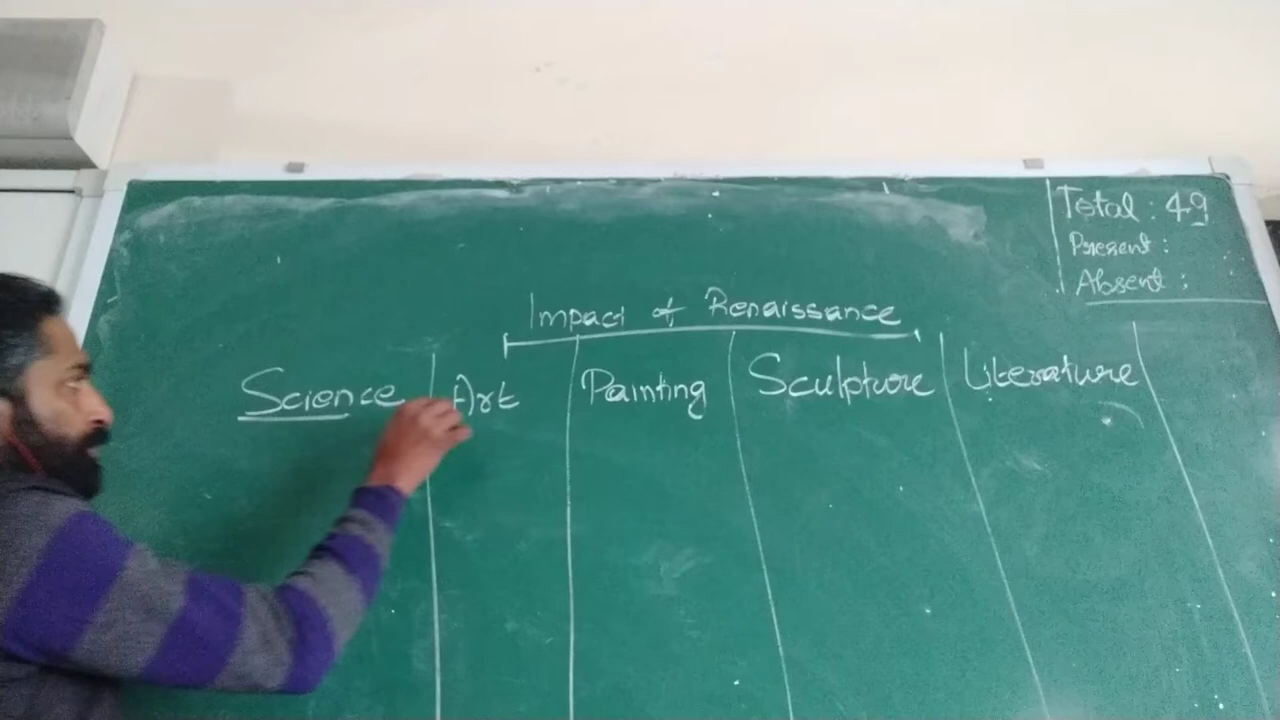 Total : 49
Present :
Absent :
Impact of Renaissance
Science Art Painting Sculpture Literature